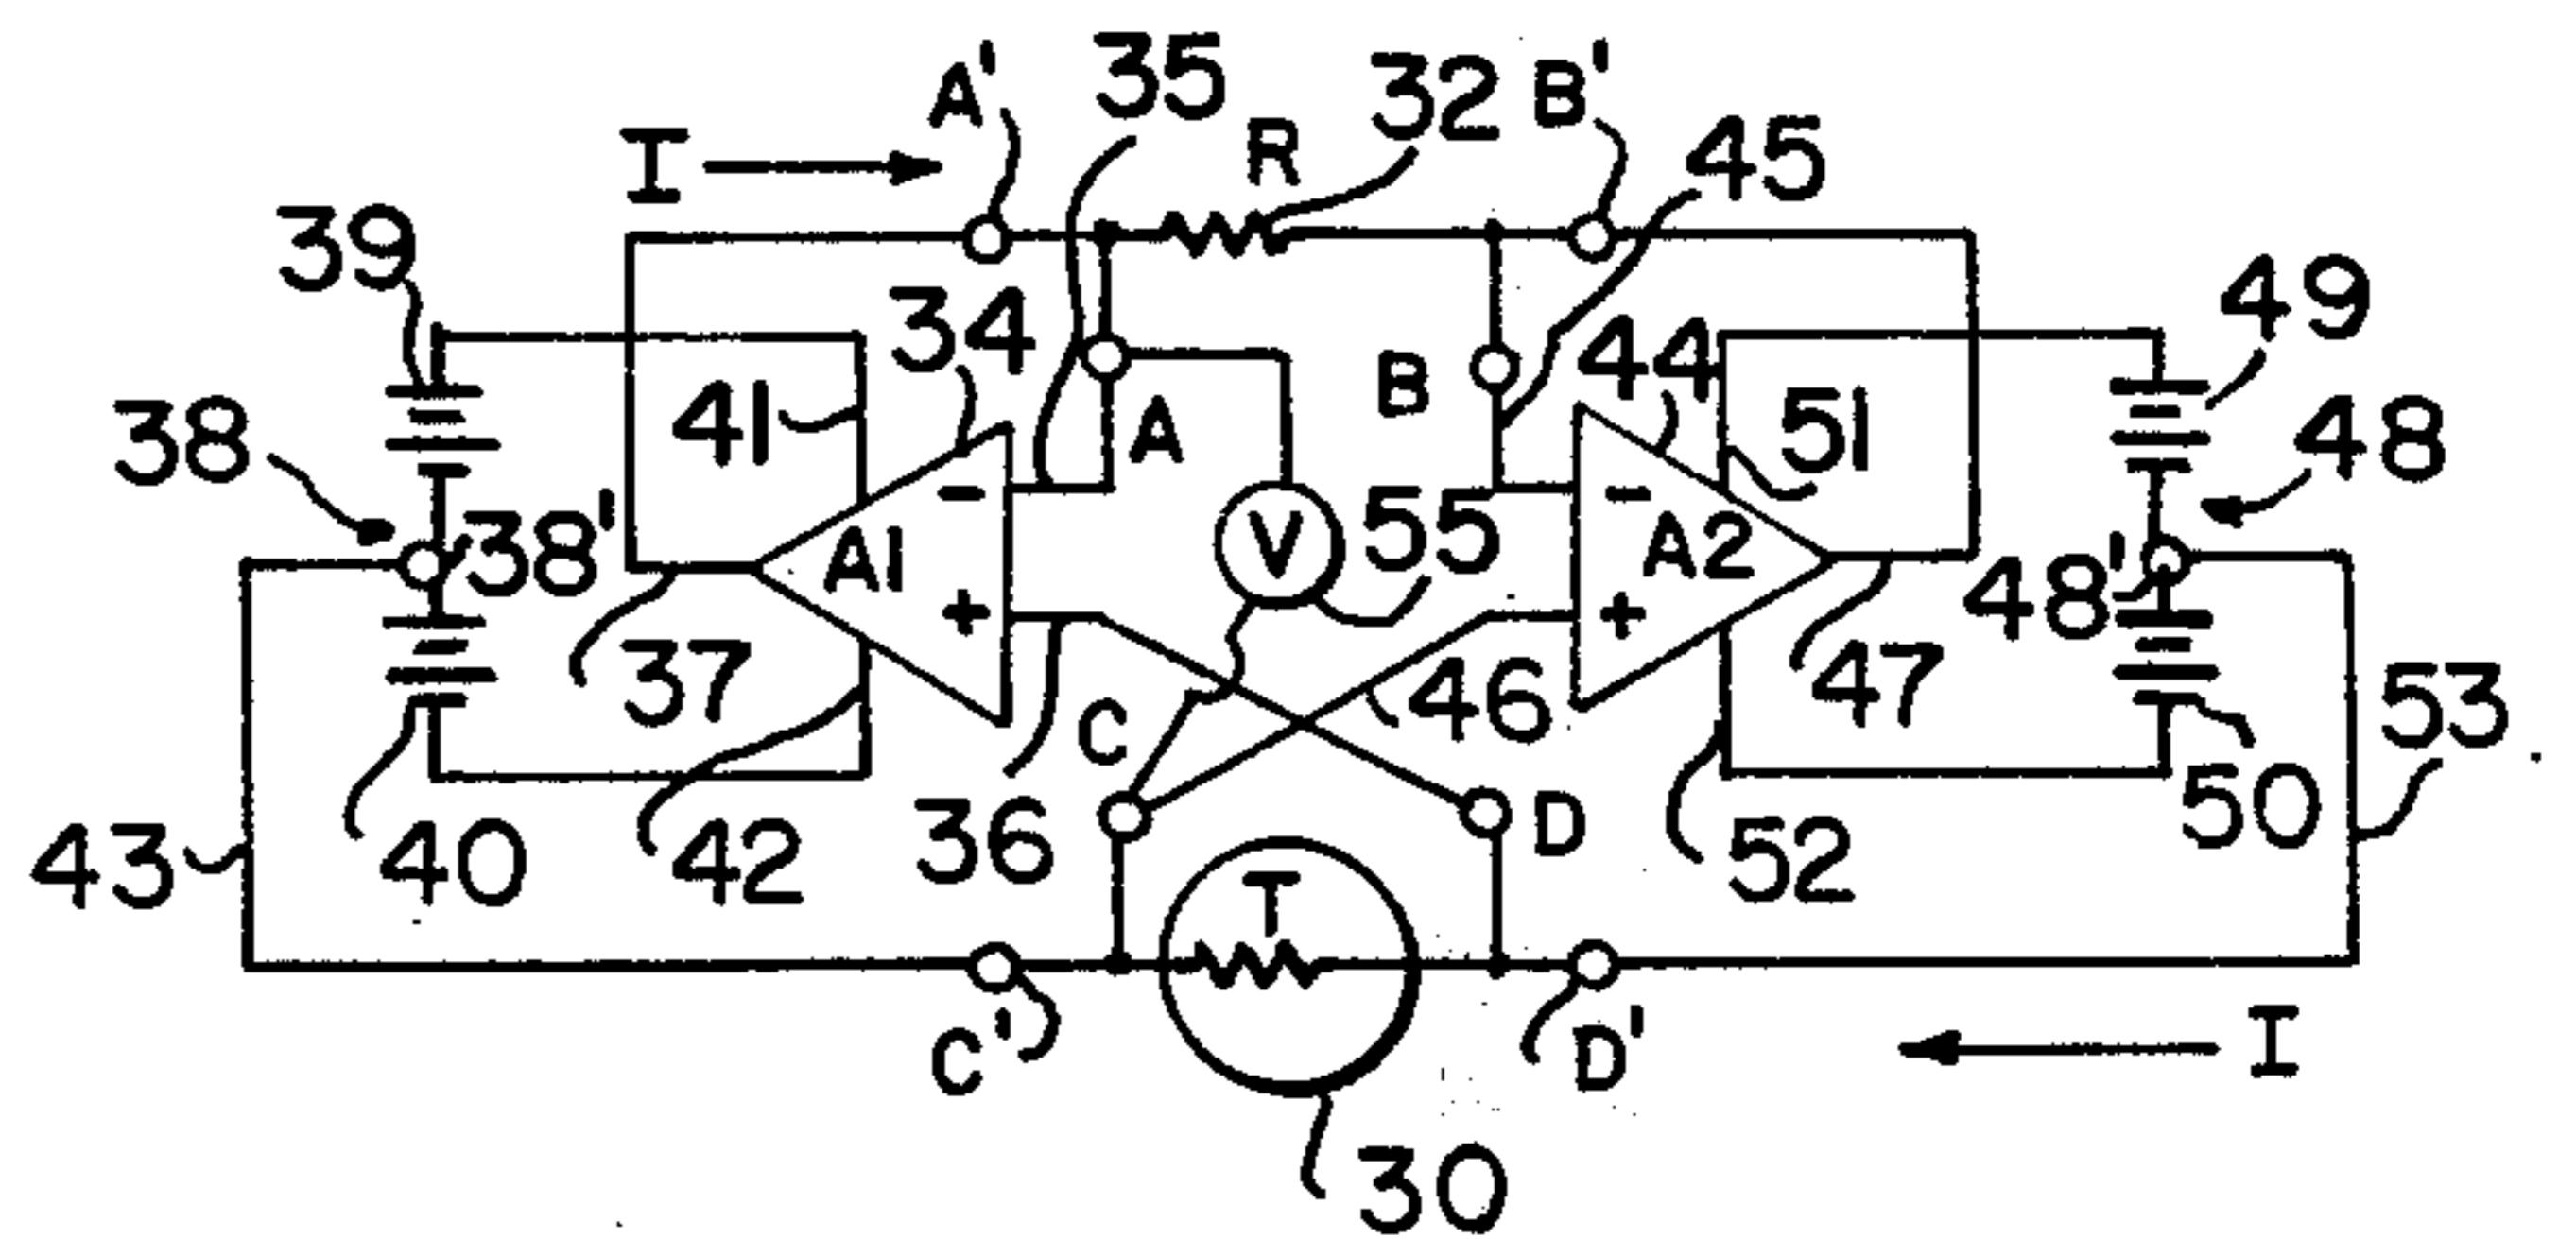 A' 35 32 B'
I R 45
39 49
34 44
41 A B 51
38 48
38' A1 - + V 55 - + A2 48'
37 46 47
C 53
36 D
43 40 42 52 50
T
C' D' I
30